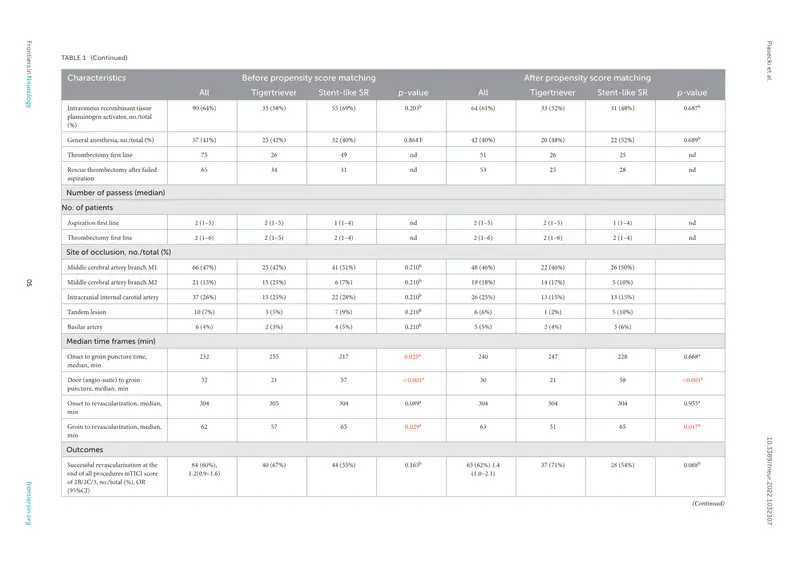 Piasecki et al.
10.3389/fneur.2022.1032307
TABLE 1 (Continued)
Characteristics Before propensity score matching After propensity score matching
All Tigertriever Stent-like SR p-value All Tigertriever Stent-like SR p-value
Intravenous recombinant tissue
plasminogen activator, no./total
(%)
90 (64%) 35 (58%) 55 (69%) 0.203b 64 (61%) 33 (52%) 31 (48%) 0.687b
General anesthesia, no./total (%) 57 (41%) 25 (42%) 32 (40%) 0.864 F 42 (40%) 20 (48%) 22 (52%) 0.689b
Thrombectomy first line 75 26 49 nd 51 26 25 nd
Rescue thrombectomy after failed
aspiration
65 34 31 nd 53 25 28 nd
Number of passess (median)
No. of patients
Aspiration first line 2 (1–5) 2 (1–5) 1 (1–4) nd 2 (1–5) 2 (1–5) 1 (1–4) nd
Thrombectomy first line 2 (1–6) 2 (1–5) 2 (1–4) nd 2 (1–6) 2 (1–6) 2 (1–4) nd
Site of occlusion, no./total (%)
Middle cerebral artery branch M1 66 (47%) 25 (42%) 41 (51%) 0.210b 48 (46%) 22 (46%) 26 (50%)
Middle cerebral artery branch M2 21 (15%) 15 (25%) 6 (7%) 0.210b 19 (18%) 14 (17%) 5 (10%)
Intracranial internal carotid artery 37 (26%) 15 (25%) 22 (28%) 0.210b 26 (25%) 13 (15%) 13 (15%)
Tandem lesion 10 (7%) 3 (5%) 7 (9%) 0.210b 6 (6%) 1 (2%) 5 (10%)
Basilar artery 6 (4%) 2 (3%) 4 (5%) 0.210b 5 (5%) 2 (4%) 3 (6%)
Median time frames (min)
Onset to groin puncture time,
median, min
232 255 217 0.025a 240 247 228 0.668a
Door (angio-suite) to groin
puncture, median, min
32 21 57 <0.001a 30 21 58 <0.001a
Onset to revascularization, median,
min
304 305 304 0.089a 304 304 304 0.955a
Groin to revascularization, median,
min
62 57 65 0.029a 63 51 65 0.017a
Outcomes
Successful revascularization at the
end of all procedures mTICI score
of 2B/2C/3, no./total (%), OR
(95%CI)
84 (60%),
1.2(0.9–1.6)
40 (67%) 44 (55%) 0.163b
65 (62%) 1.4
(1.0–2.1)
37 (71%) 28 (54%) 0.068b
(Continued)
Frontiers in Neurology
05
frontiersin.org